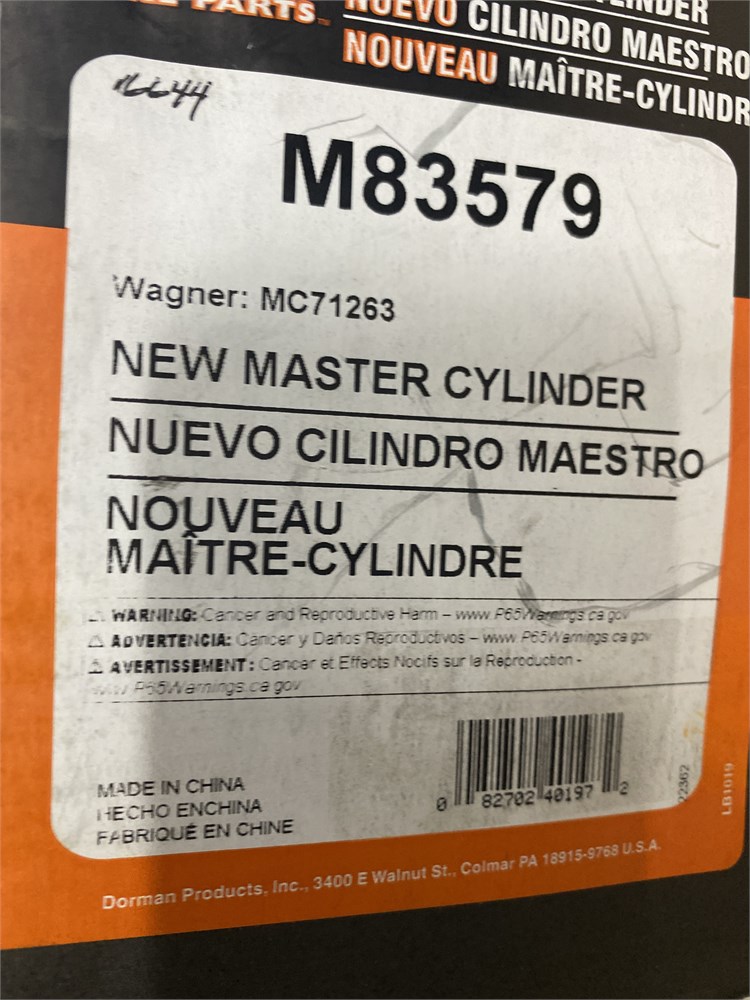 PARTS
NUEVO CILINDRO MAESTRO
NOUVEAU MAÎTRE-CYLINDR
M83579
Wagner: MC71263
NEW MASTER CYLINDER
NUEVO CILINDRO MAESTRO
NOUVEAU
MAÎTRE-CYLINDRE
⚠ WARNING: Cancer and Reproductive Harm – www.P65Warnings.ca.gov
⚠ ADVERTENCIA: Cancer y Daños Reproductivos – www.P65Warnings.ca.gov
⚠ AVERTISSEMENT: Cancer et Effects Nocifs sur la Reproduction -
www.P65Warnings.ca.gov
MADE IN CHINA
HECHO ENCHINA
FABRIQUÉ EN CHINE
0 82702 40197 2
22362
LB1019
Dorman Products, Inc., 3400 E Walnut St., Colmar PA 18915-9768 U.S.A.